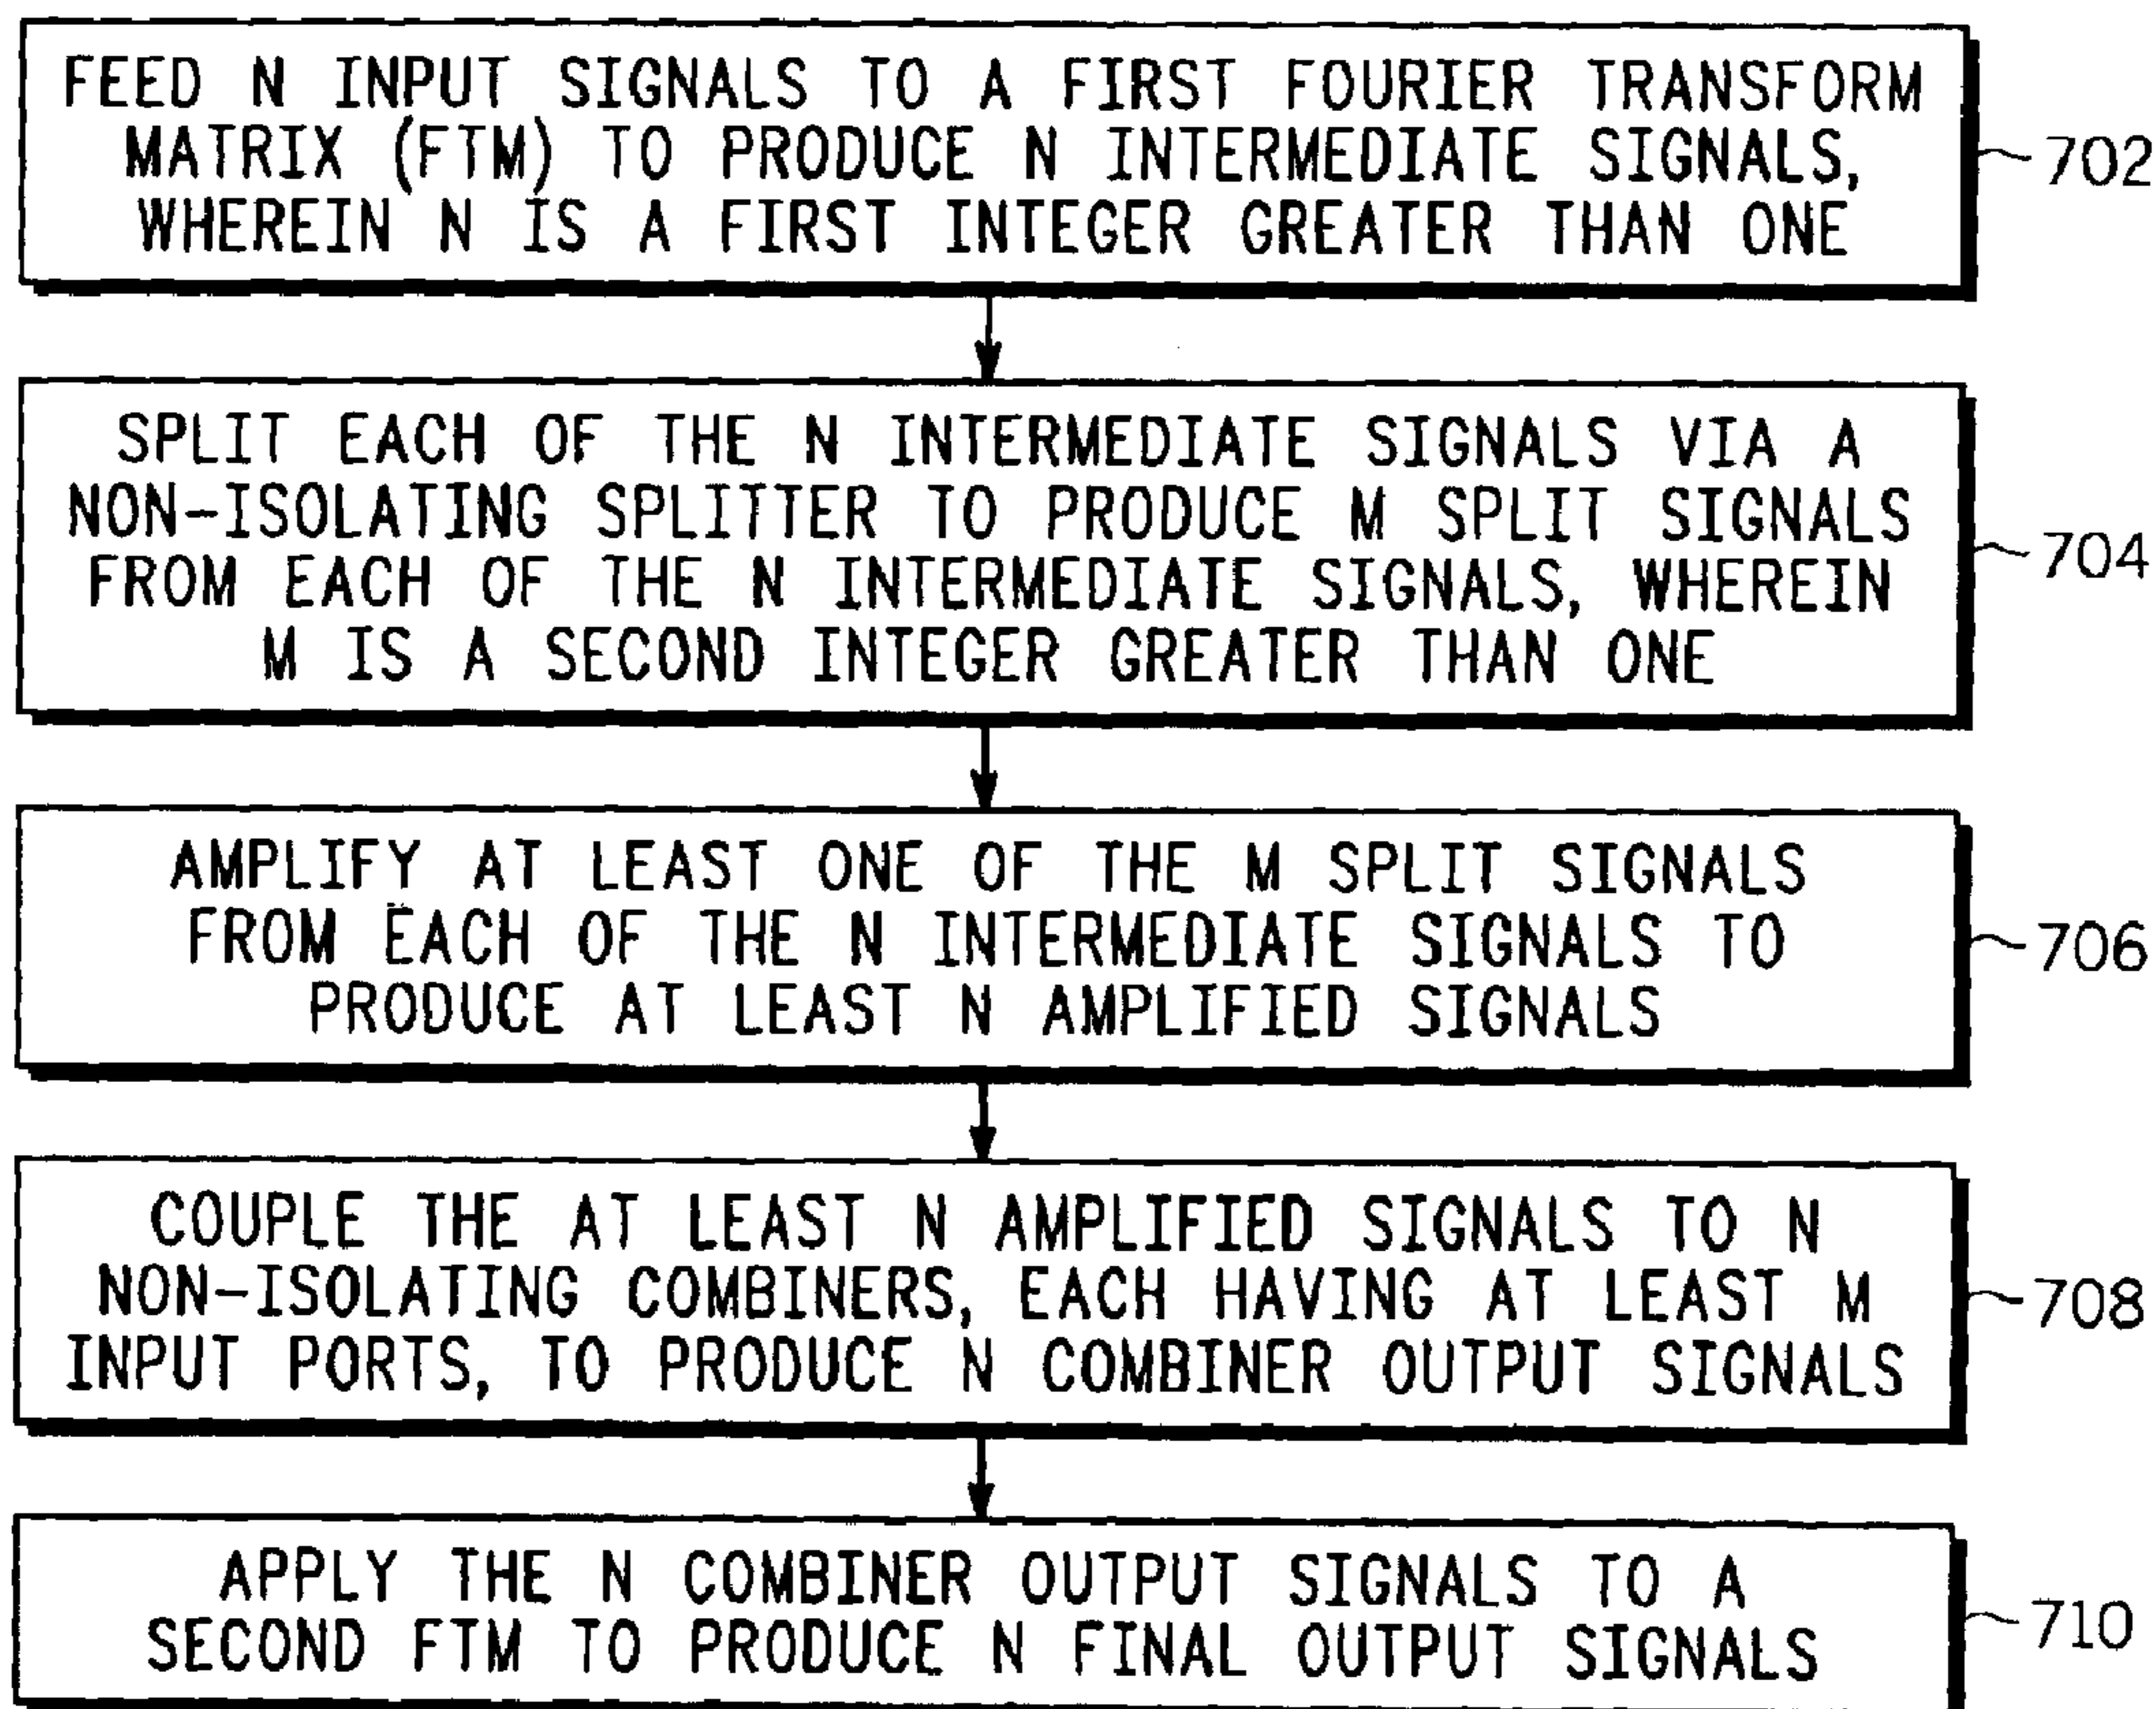 FEED N INPUT SIGNALS TO A FIRST FOURIER TRANSFORM
MATRIX (FTM) TO PRODUCE N INTERMEDIATE SIGNALS,
WHEREIN N IS A FIRST INTEGER GREATER THAN ONE
702
SPLIT EACH OF THE N INTERMEDIATE SIGNALS VIA A
NON-ISOLATING SPLITTER TO PRODUCE M SPLIT SIGNALS
FROM EACH OF THE N INTERMEDIATE SIGNALS, WHEREIN
M IS A SECOND INTEGER GREATER THAN ONE
704
AMPLIFY AT LEAST ONE OF THE M SPLIT SIGNALS
FROM EACH OF THE N INTERMEDIATE SIGNALS TO
PRODUCE AT LEAST N AMPLIFIED SIGNALS
706
COUPLE THE AT LEAST N AMPLIFIED SIGNALS TO N
NON-ISOLATING COMBINERS, EACH HAVING AT LEAST M
INPUT PORTS, TO PRODUCE N COMBINER OUTPUT SIGNALS
708
APPLY THE N COMBINER OUTPUT SIGNALS TO A
SECOND FTM TO PRODUCE N FINAL OUTPUT SIGNALS
710